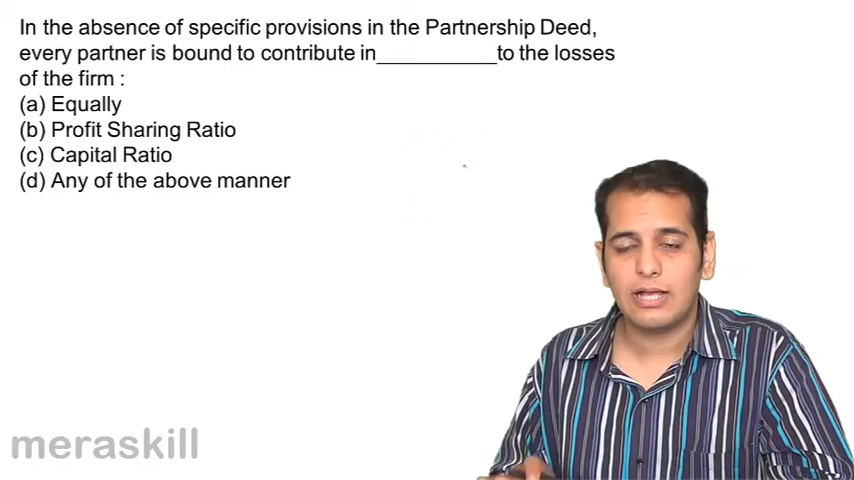 In the absence of specific provisions in the Partnership Deed,
every partner is bound to contribute in___________to the losses
of the firm :
(a) Equally
(b) Profit Sharing Ratio
(c) Capital Ratio
(d) Any of the above manner
meraskill